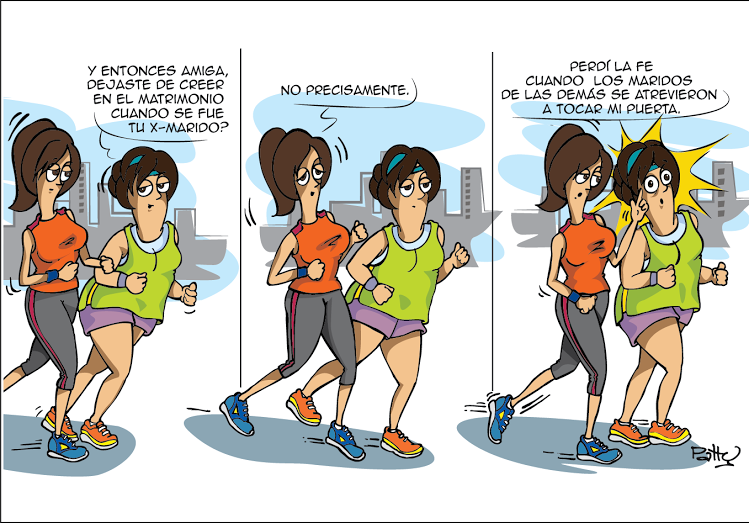 Y ENTONCES AMIGA,
DEJASTE DE CREER
EN EL MATRIMONIO
CUANDO SE FUE
TU X-MARIDO?
NO PRECISAMENTE.
PERDÍ LA FE
CUANDO LOS MARIDOS
DE LAS DEMÁS SE ATREVIERON
A TOCAR MI PUERTA.
Patty